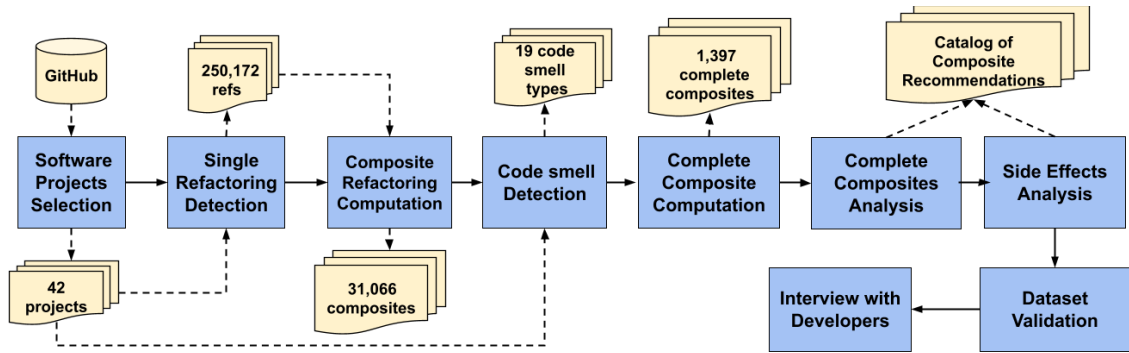 GitHub
250,172
refs
19 code
smell
types
1,397
complete
composites
Catalog of
Composite
Recommendations
Software
Projects
Selection
Single
Refactoring
Detection
Composite
Refactoring
Computation
Code smell
Detection
Complete
Composite
Computation
Complete
Composites
Analysis
Side Effects
Analysis
42
projects
31,066
composites
Interview with
Developers
Dataset
Validation